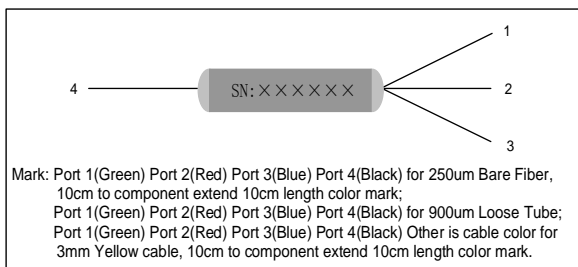 1
4
SN:××××××
2
3
Mark: Port 1(Green) Port 2(Red) Port 3(Blue) Port 4(Black) for 250um Bare Fiber,
10cm to component extend 10cm length color mark;
Port 1(Green) Port 2(Red) Port 3(Blue) Port 4(Black) for 900um Loose Tube;
Port 1(Green) Port 2(Red) Port 3(Blue) Port 4(Black) Other is cable color for
3mm Yellow cable, 10cm to component extend 10cm length color mark.